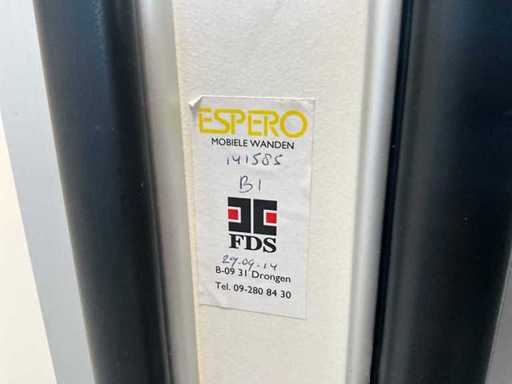 ESPERO
MOBIELE WANDEN
141585
B1
FDS
29.09.14
B-09 31 Drongen
Tel. 09-280 84 30